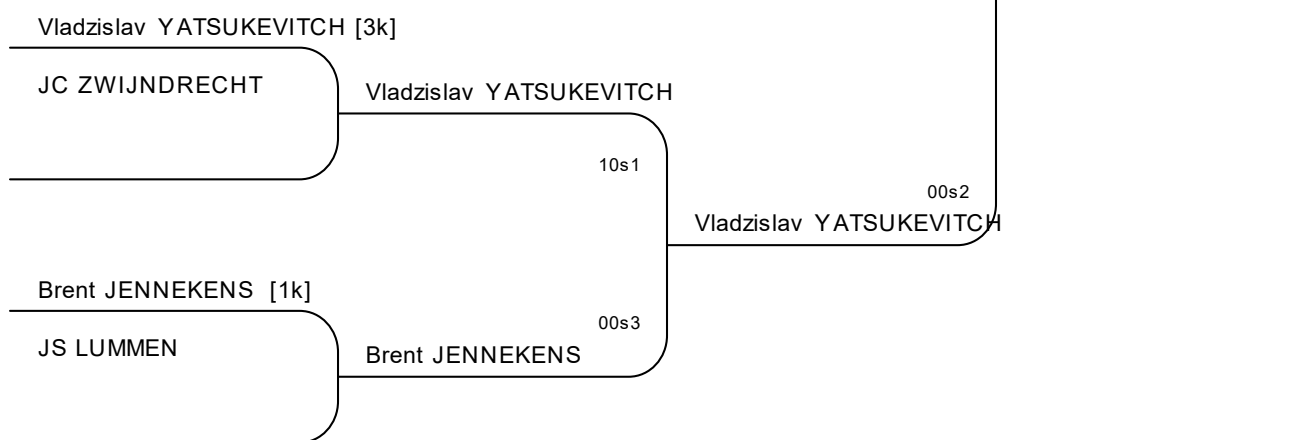 Vladzislav YATSUKEVITCH [3k]
JC ZWIJNDRECHT
Vladzislav YATSUKEVITCH
10s1
00s2
Vladzislav YATSUKEVITCH
Brent JENNEKENS [1k]
00s3
JS LUMMEN
Brent JENNEKENS